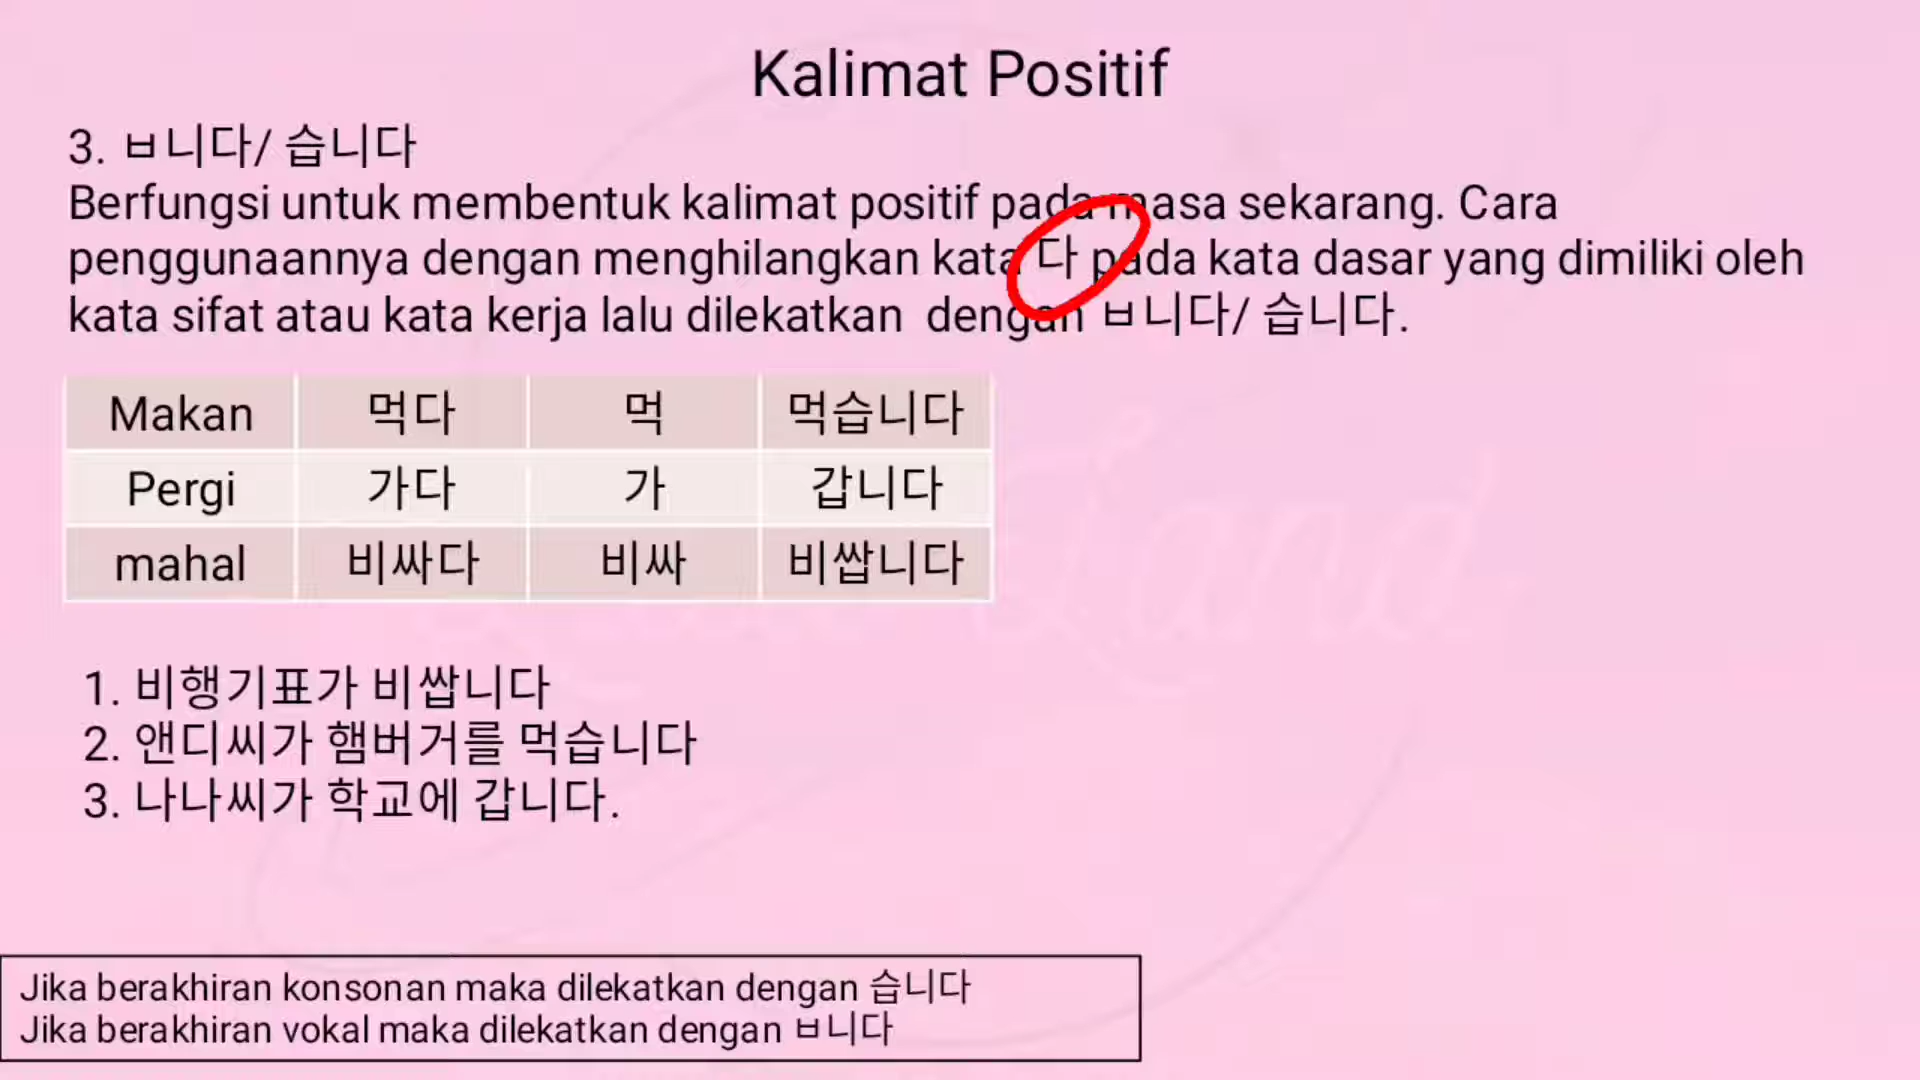 Kalimat Positif
3. ㅂ니다/ 습니다
Berfungsi untuk membentuk kalimat positif pada masa sekarang. Cara
penggunaannya dengan menghilangkan kata 다 pada kata dasar yang dimiliki oleh
kata sifat atau kata kerja lalu dilekatkan dengan ㅂ니다/ 습니다.
Makan 먹다 먹 먹습니다
Pergi 가다 가 갑니다
mahal 비싸다 비싸 비쌉니다
1. 비행기표가 비쌉니다
2. 앤디씨가 햄버거를 먹습니다
3. 나나씨가 학교에 갑니다.
Jika berakhiran konsonan maka dilekatkan dengan 습니다
Jika berakhiran vokal maka dilekatkan dengan ㅂ니다